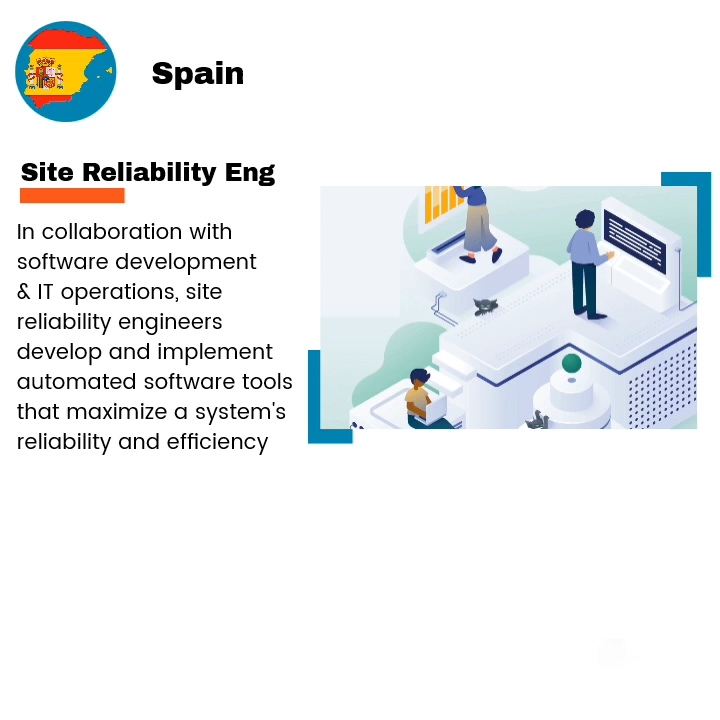 Spain
Site Reliability Eng
In collaboration with
software development
& IT operations, site
reliability engineers
develop and implement
automated software tools
that maximize a system's
reliability and efficiency